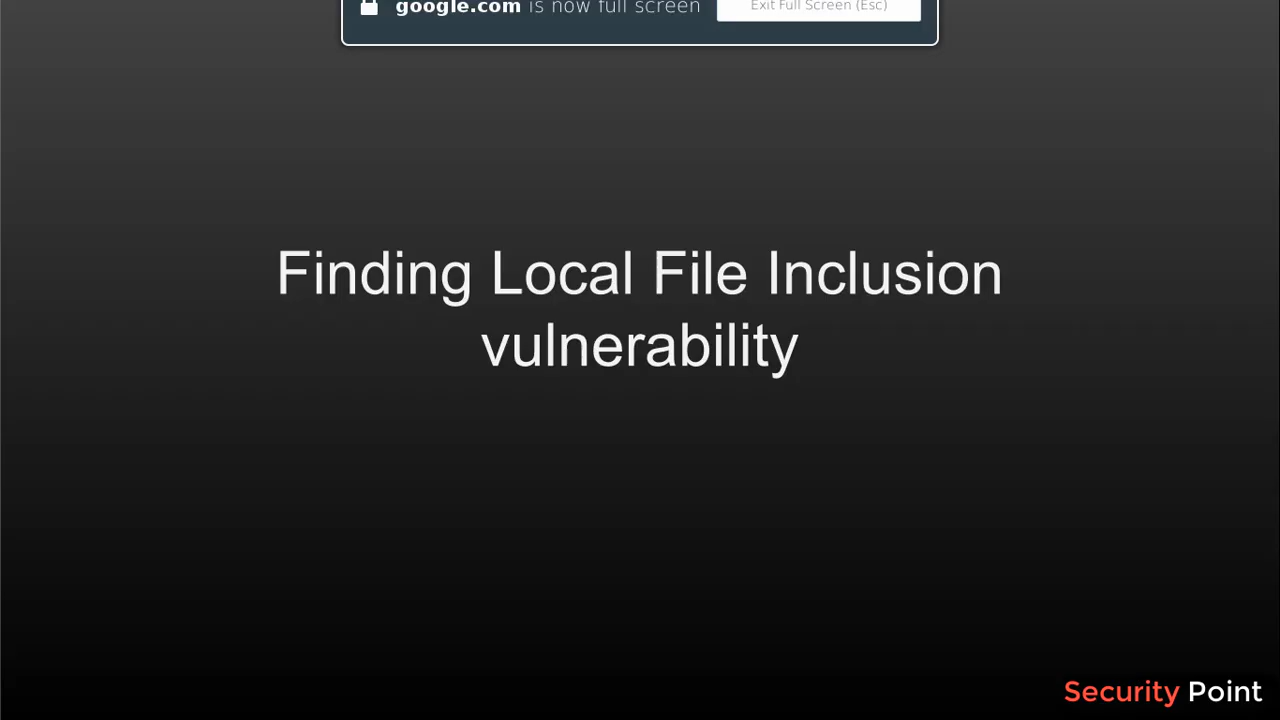 google.com is now full screen Exit Full Screen (Esc)
Finding Local File Inclusion
vulnerability
Security Point